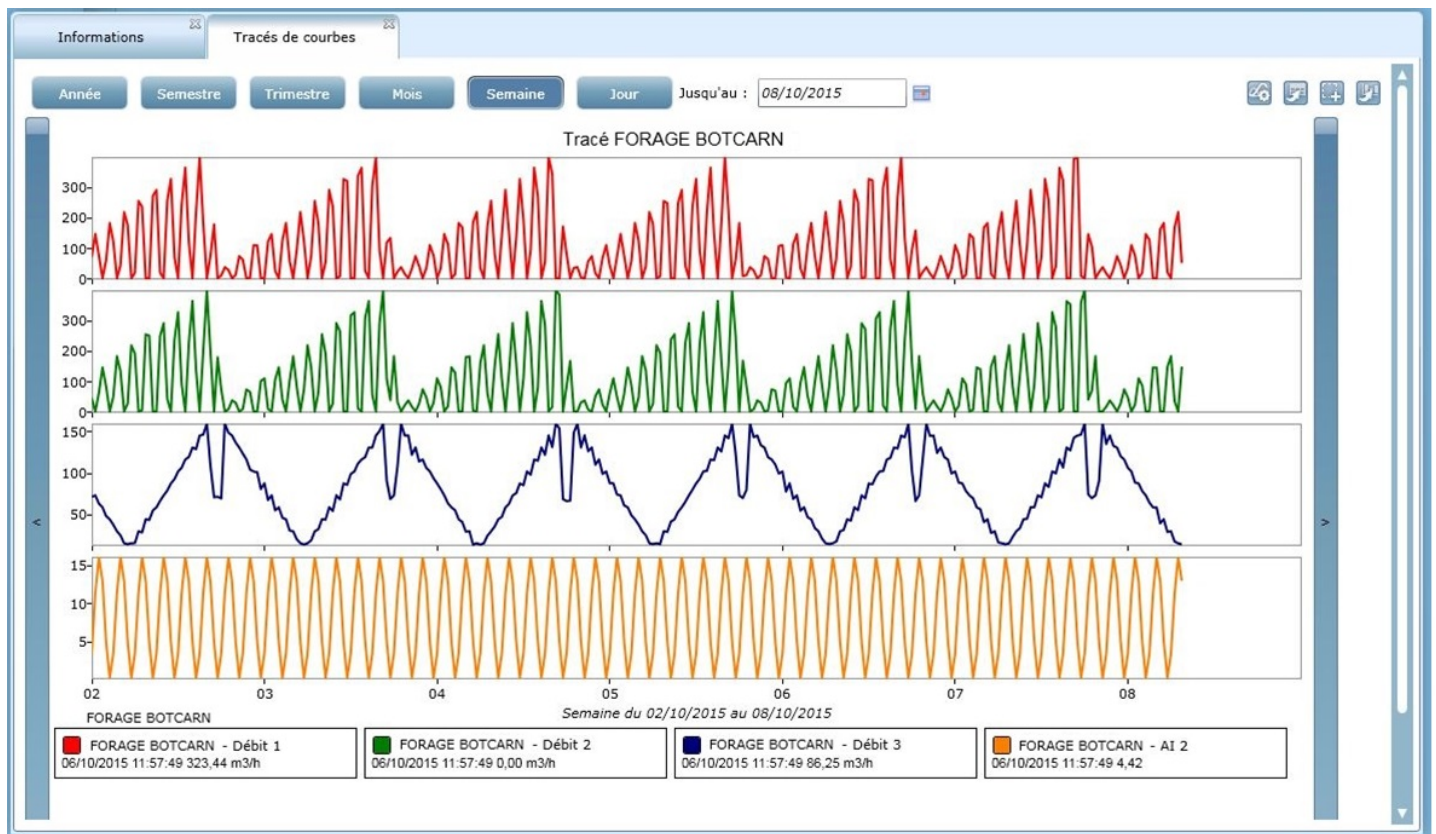 Informations
Tracés de courbes
Année Semestre Trimestre Mois Semaine Jour Jusqu'au : 08/10/2015
Tracé FORAGE BOTCARN
300
200
100
0
300
200
100
0
150
100
50
15
10
5
02 03 04 05 06 07 08
FORAGE BOTCARN
Semaine du 02/10/2015 au 08/10/2015
FORAGE BOTCARN - Débit 1
06/10/2015 11:57:49 323,44 m3/h
FORAGE BOTCARN - Débit 2
06/10/2015 11:57:49 0,00 m3/h
FORAGE BOTCARN - Débit 3
06/10/2015 11:57:49 86,25 m3/h
FORAGE BOTCARN - AI 2
06/10/2015 11:57:49 4,42
<
>